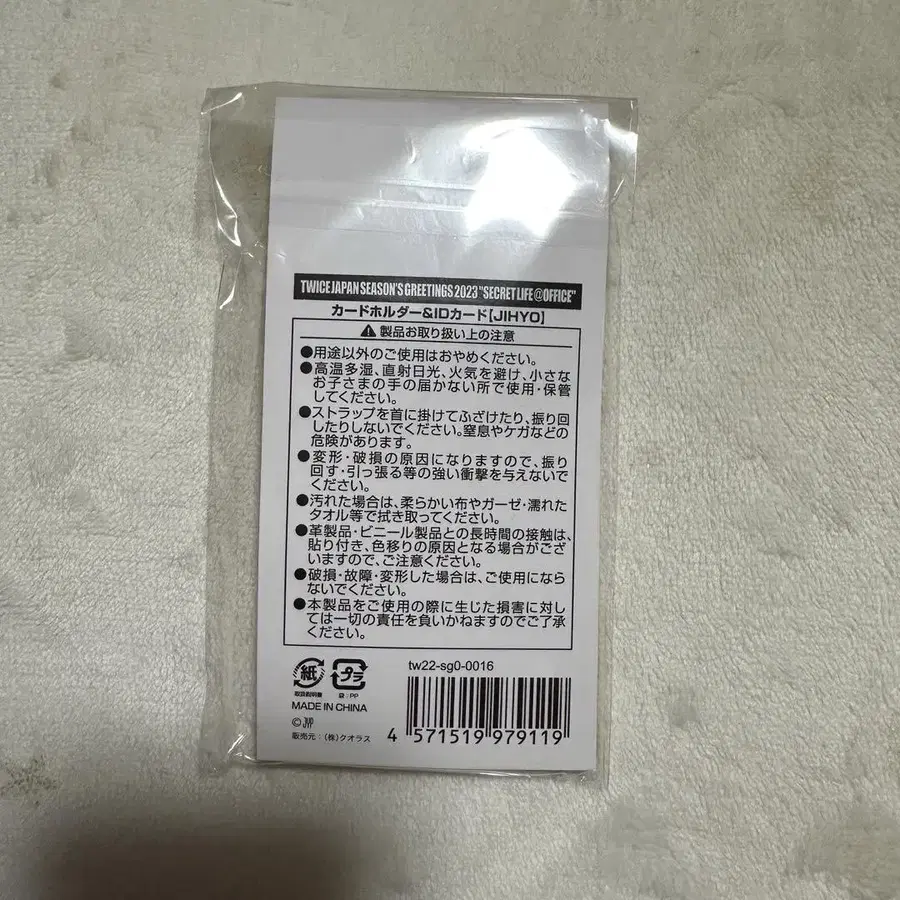 TWICE JAPAN SEASON'S GREETINGS 2023 "SECRET LIFE@OFFICE"
カードホルダー&IDカード【JIHYO】
⚠製品お取り扱い上の注意
●用途以外のご使用はおやめください。
●高温多湿、直射日光、火気を避け、小さな
お子さまの手の届かない所で使用・保管
してください。
●ストラップを首に掛けてふざけたり、振り回
したりしないでください。窒息やケガなどの
危険があります。
●変形・破損の原因になりますので、振り
回す・引っ張る等の強い衝撃を与えないで
ください。
●汚れた場合は、柔らかい布やガーゼ・濡れた
タオル等で拭き取ってください。
●革製品・ビニール製品との長時間の接触は、
貼り付き、色移りの原因となる場合がござ
いますので、ご注意ください。
●破損・故障・変形した場合は、ご使用になら
ないでください。
●本製品をご使用の際に生じた損害に対し
ては一切の責任を負いかねますのでご了承
ください。
紙 プラ
取扱説明書 袋:PP
tw22-sg0-0016
MADE IN CHINA
©JYP
販売元:(株)クオラス
4 571519 979119